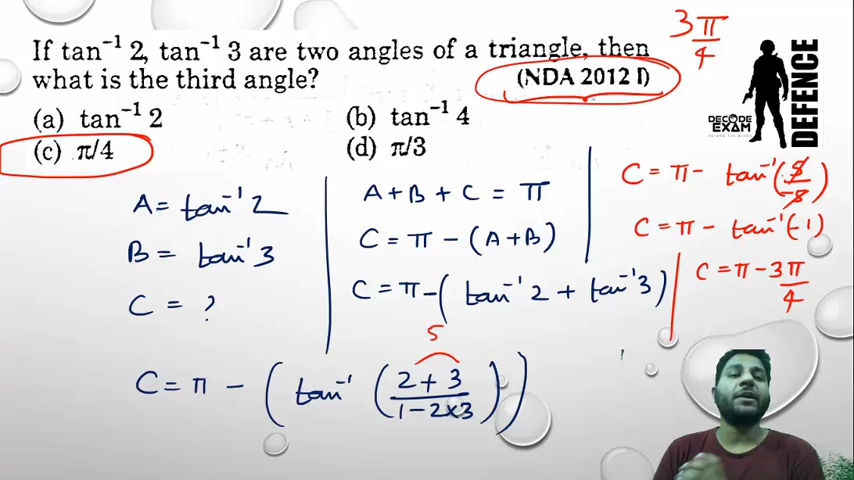 If tan⁻¹ 2, tan⁻¹ 3 are two angles of a triangle, then
what is the third angle? (NDA 2012 I)
(a) tan⁻¹ 2 (b) tan⁻¹ 4
(c) π/4 (d) π/3
3π/4
DECODE
EXAM
DEFENCE
A = tan⁻¹ 2
B = tan⁻¹ 3
C = ?
A + B + C = π
C = π - (A + B)
C = π - (tan⁻¹ 2 + tan⁻¹ 3)
5
C = π - (tan⁻¹ (2 + 3 / 1 - 2×3))
C = π - tan⁻¹ (5/-5)
C = π - tan⁻¹ (-1)
C = π - 3π/4